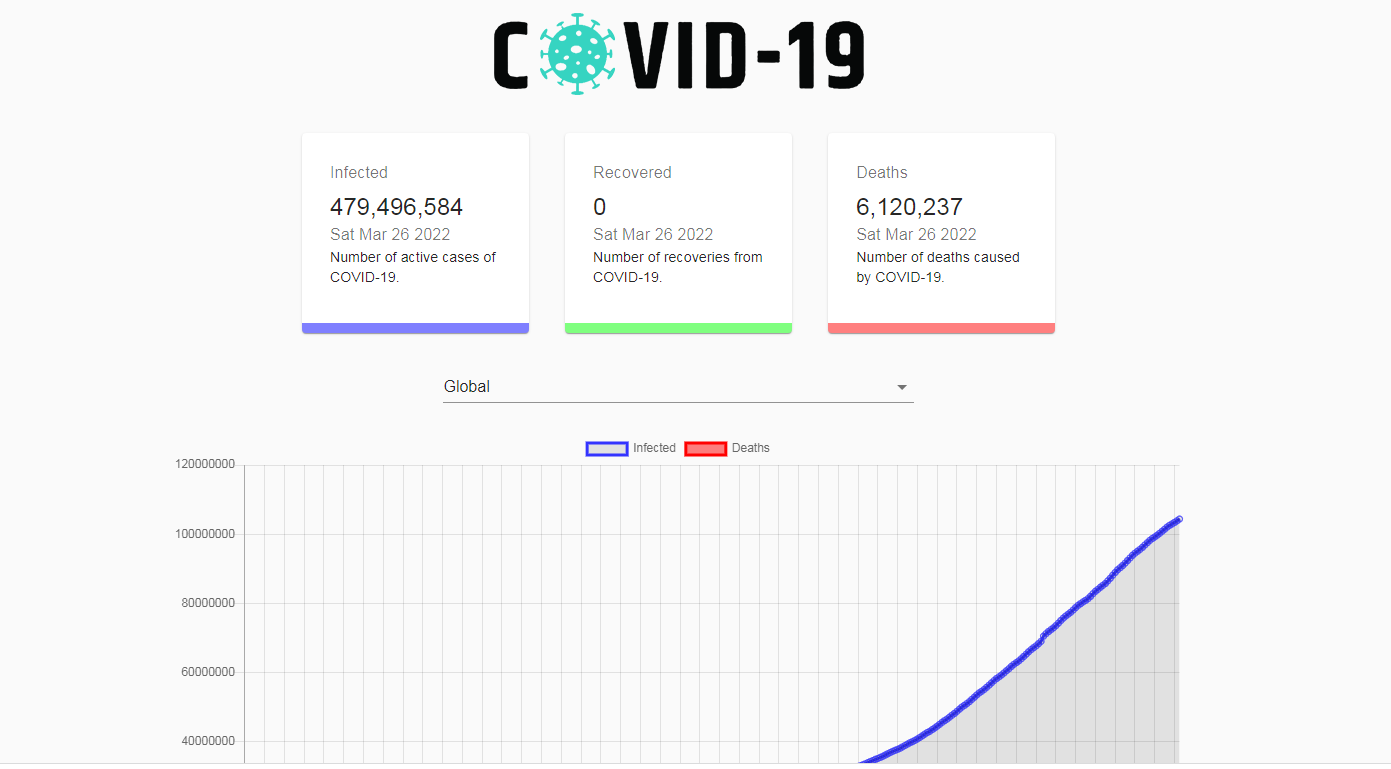 COVID-19
Infected
479,496,584
Sat Mar 26 2022
Number of active cases of
COVID-19.
Recovered
0
Sat Mar 26 2022
Number of recoveries from
COVID-19.
Deaths
6,120,237
Sat Mar 26 2022
Number of deaths caused
by COVID-19.
Global
Infected Deaths
120000000
100000000
80000000
60000000
40000000